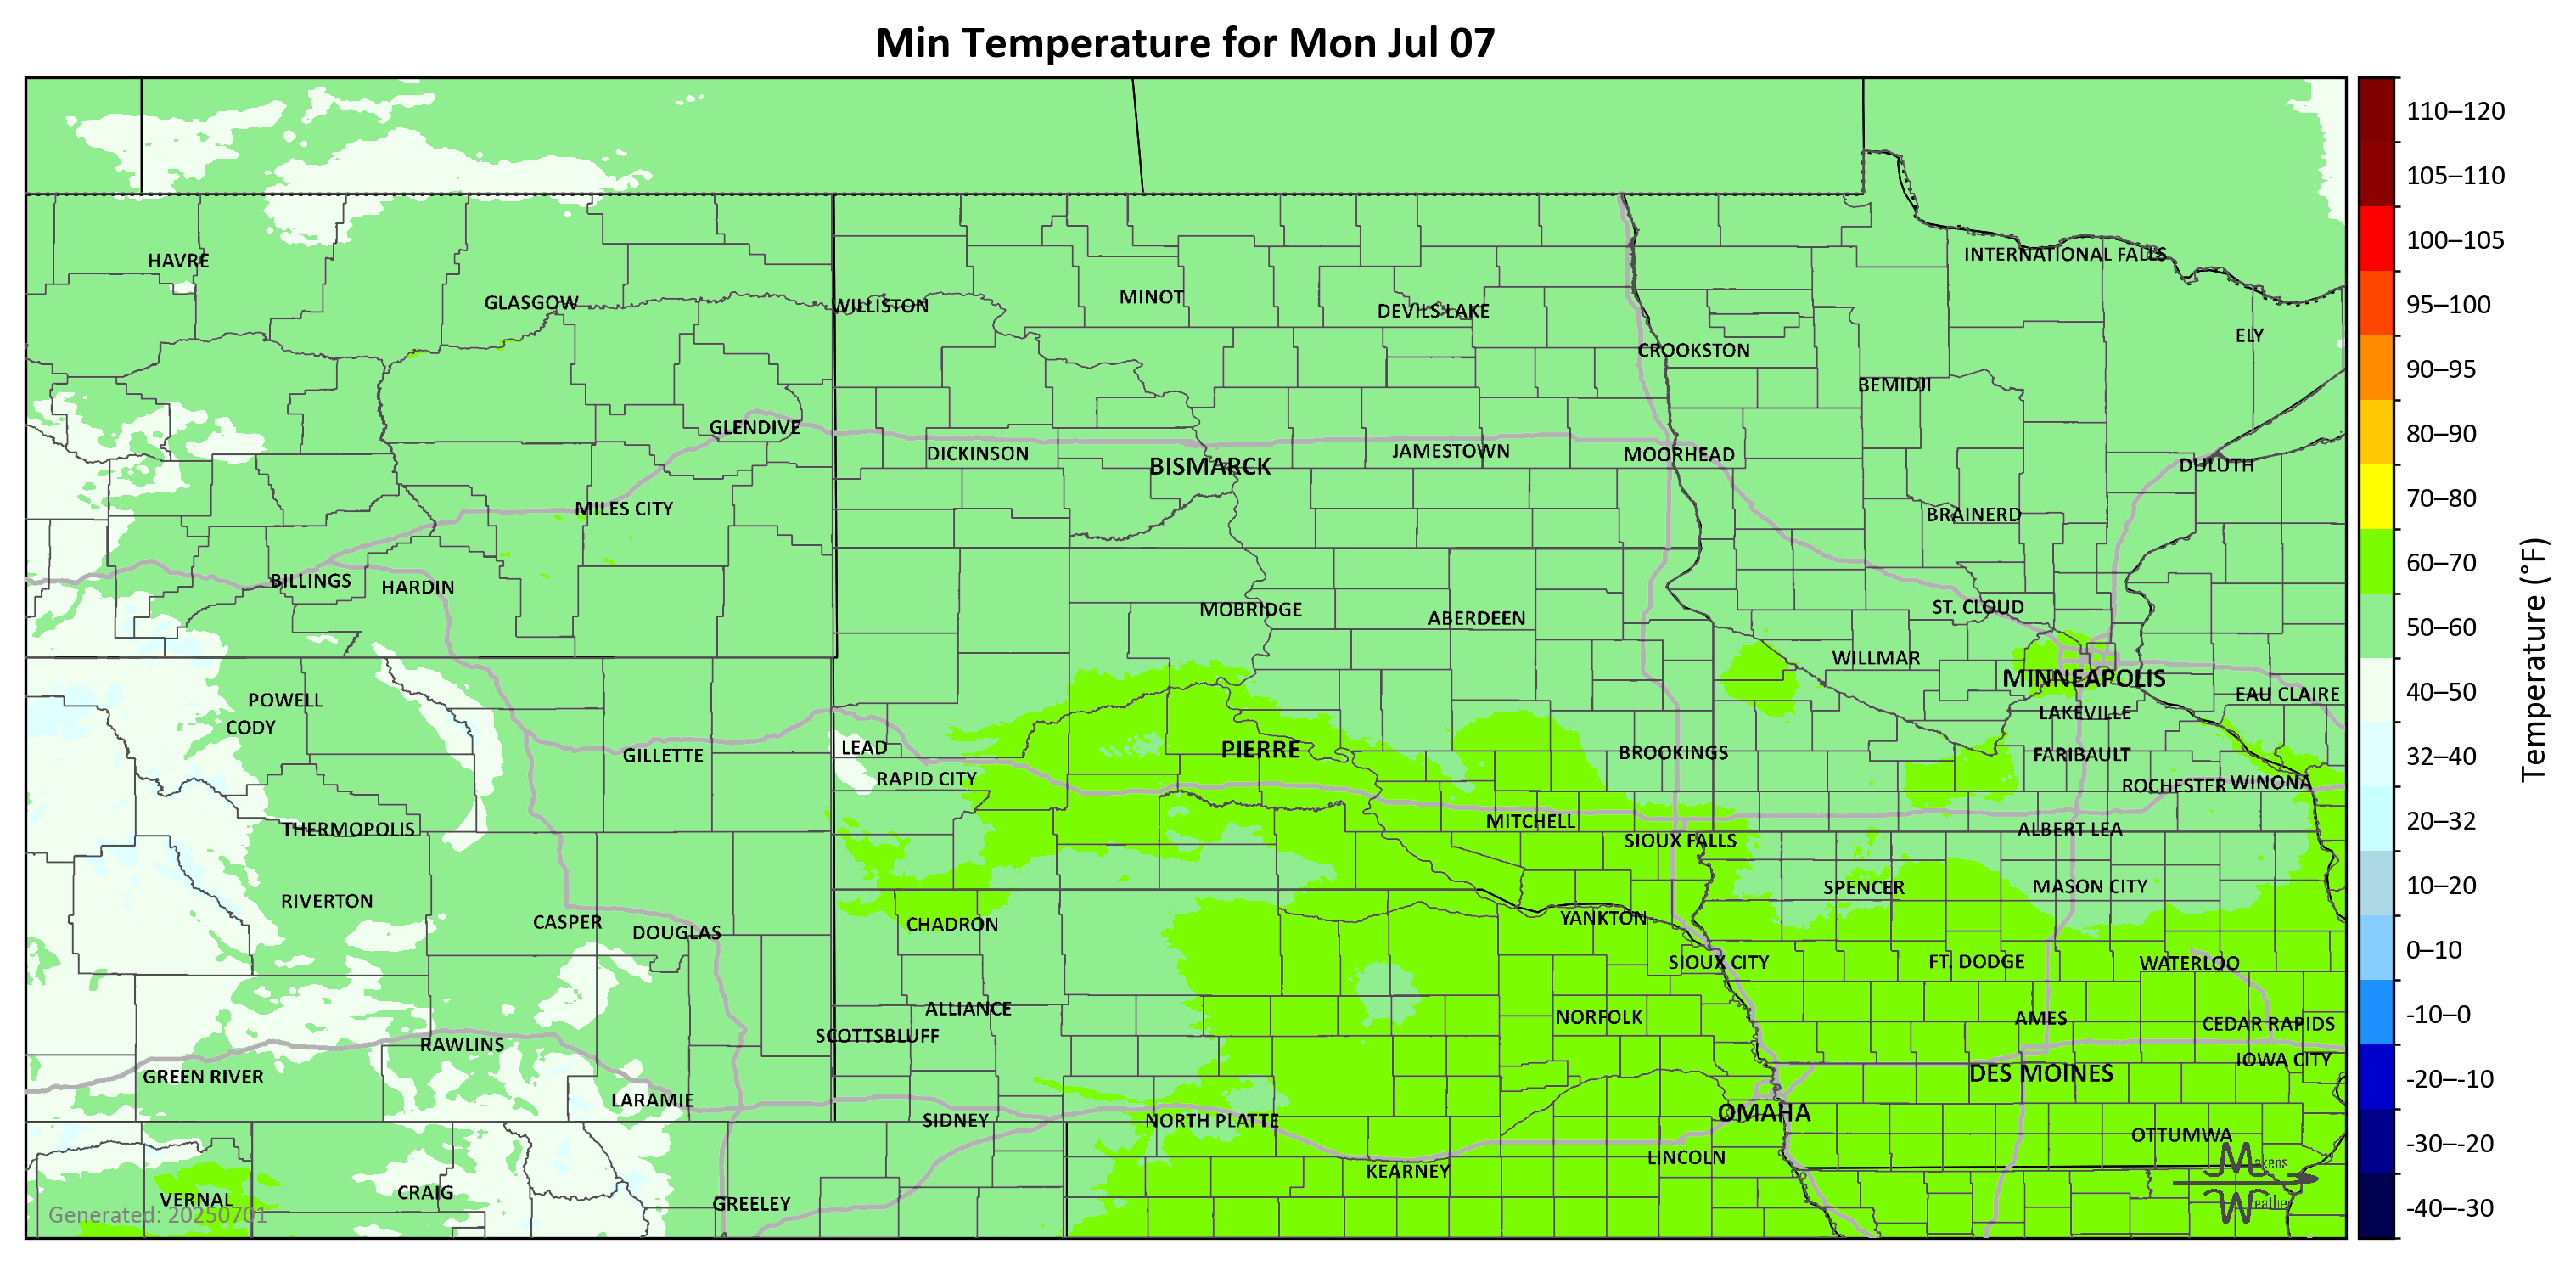 Min Temperature for Mon Jul 07
110–120
105–110
100–105
95–100
90–95
80–90
70–80
60–70
50–60
40–50
32–40
20–32
10–20
0–10
-10–0
-20–-10
-30–-20
-40–-30
Temperature (°F)
HAVRE
INTERNATIONAL FALLS
GLASGOW
WILLISTON
MINOT
DEVILS LAKE
ELY
CROOKSTON
BEMIDJI
GLENDIVE
DICKINSON
BISMARCK
JAMESTOWN
MOORHEAD
DULUTH
MILES CITY
BRAINERD
BILLINGS
HARDIN
MOBRIDGE
ABERDEEN
ST. CLOUD
WILLMAR
MINNEAPOLIS
EAU CLAIRE
POWELL
CODY
LAKEVILLE
GILLETTE
LEAD
PIERRE
BROOKINGS
FARIBAULT
RAPID CITY
ROCHESTER
WINONA
THERMOPOLIS
MITCHELL
SIOUX FALLS
ALBERT LEA
RIVERTON
SPENCER
MASON CITY
CASPER
DOUGLAS
CHADRON
YANKTON
SIOUX CITY
FT. DODGE
WATERLOO
ALLIANCE
NORFOLK
AMES
CEDAR RAPIDS
SCOTTSBLUFF
RAWLINS
IOWA CITY
GREEN RIVER
DES MOINES
LARAMIE
SIDNEY
NORTH PLATTE
OMAHA
OTTUMWA
KEARNEY
LINCOLN
VERNAL
CRAIG
GREELEY
Generated: 20250701
Makens
Weather